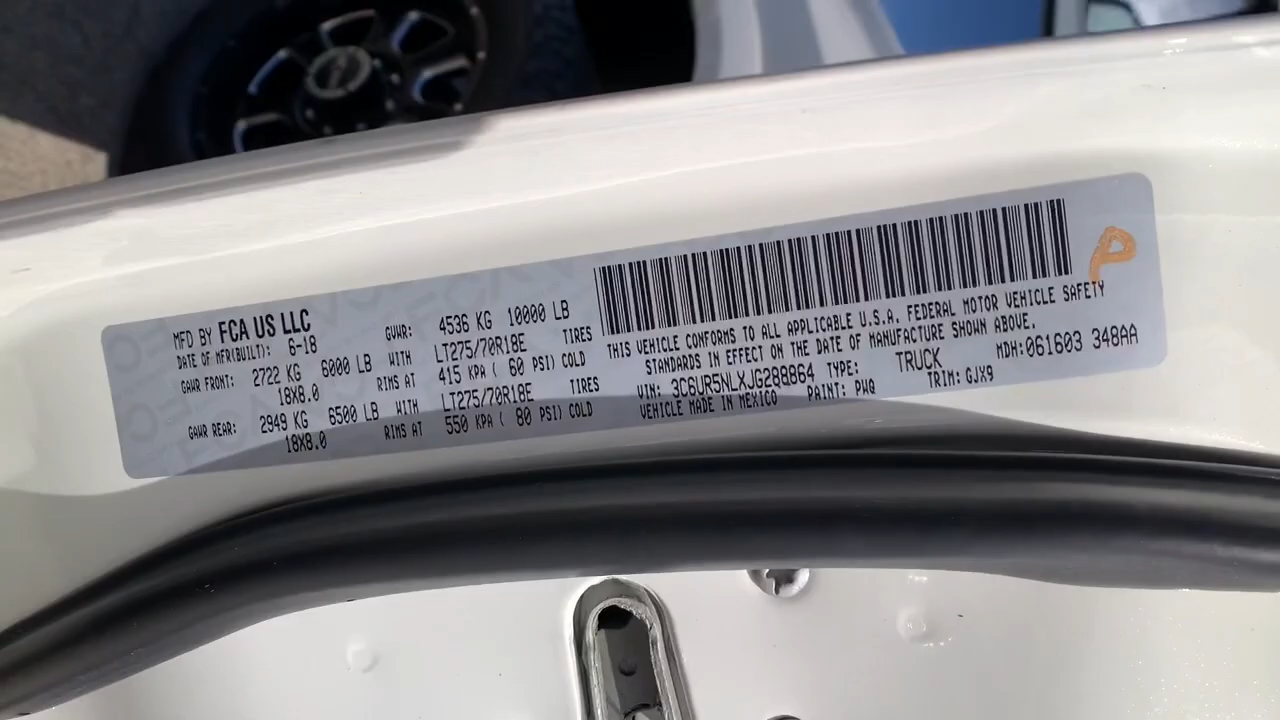 MFD BY FCA US LLC
DATE OF MFR(BUILT): 6-18
GVWR: 4536 KG 10000 LB
GAWR FRONT: 2722 KG 6000 LB WITH LT275/70R18E TIRES
18X8.0 RIMS AT 415 KPA ( 60 PSI) COLD
GAWR REAR: 2949 KG 6500 LB WITH LT275/70R18E TIRES
18X8.0 RIMS AT 550 KPA ( 80 PSI) COLD
P
THIS VEHICLE CONFORMS TO ALL APPLICABLE U.S.A. FEDERAL MOTOR VEHICLE SAFETY
STANDARDS IN EFFECT ON THE DATE OF MANUFACTURE SHOWN ABOVE.
VIN: 3C6UR5NLXJG288864 TYPE: TRUCK MDH:061603 348AA
VEHICLE MADE IN MEXICO PAINT: PWQ TRIM: GJX9